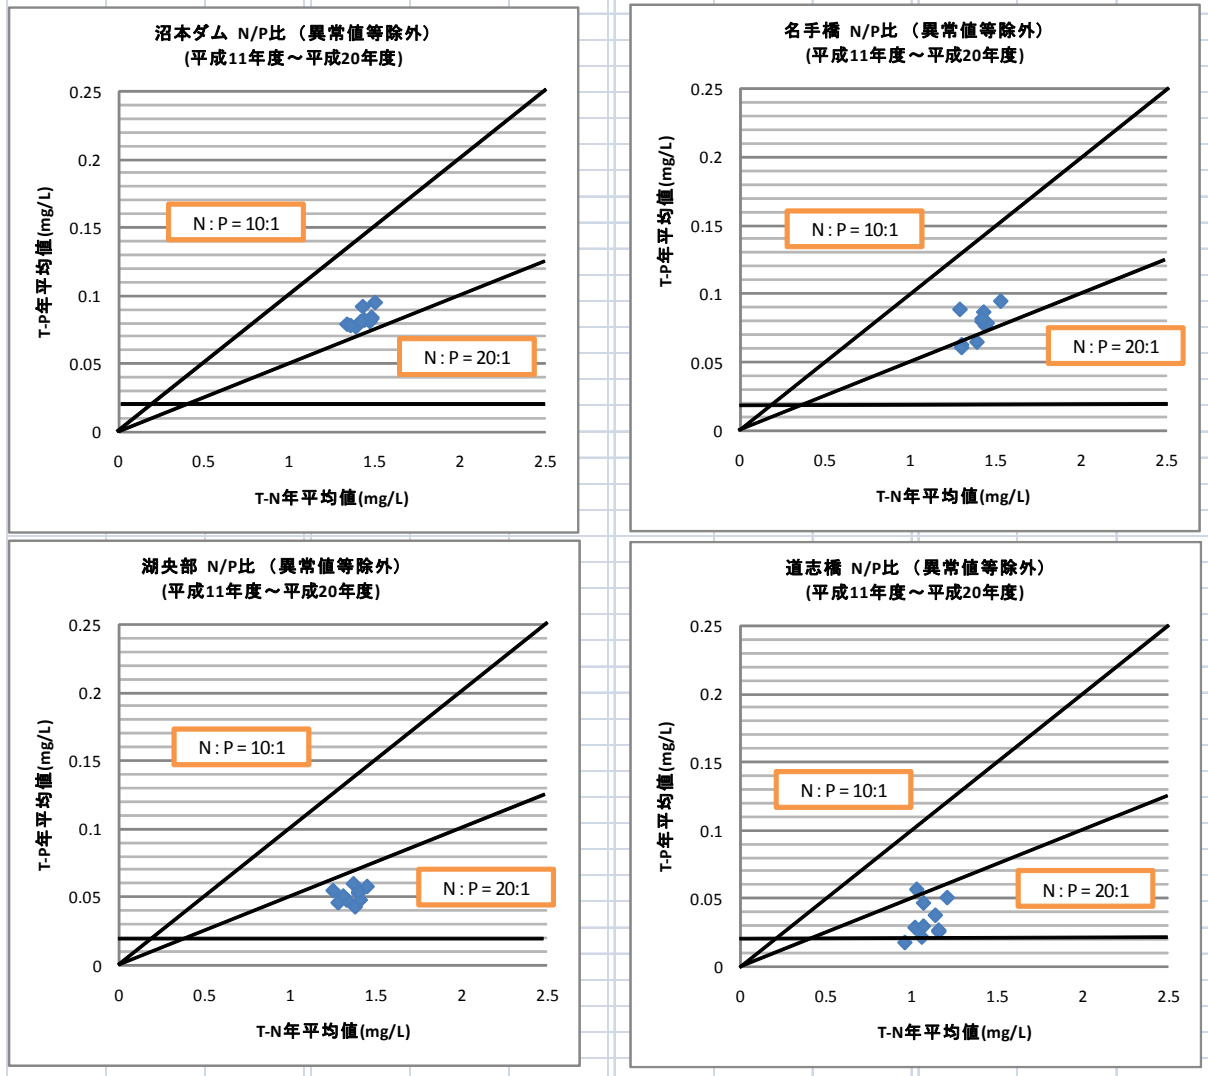 沼本ダム N/P比 （異常値等除外）
(平成11年度～平成20年度)
T-P年平均値(mg/L)
0.25
0.2
0.15
0.1
0.05
0
N : P = 10:1
N : P = 20:1
0 0.5 1 1.5 2 2.5
T-N年平均値(mg/L)
名手橋 N/P比 （異常値等除外）
(平成11年度～平成20年度)
T-P年平均値(mg/L)
0.25
0.2
0.15
0.1
0.05
0
N : P = 10:1
N : P = 20:1
0 0.5 1 1.5 2 2.5
T-N年平均値(mg/L)
湖央部 N/P比 （異常値等除外）
(平成11年度～平成20年度)
T-P年平均値(mg/L)
0.25
0.2
0.15
0.1
0.05
0
N : P = 10:1
N : P = 20:1
0 0.5 1 1.5 2 2.5
T-N年平均値(mg/L)
道志橋 N/P比 （異常値等除外）
(平成11年度～平成20年度)
T-P年平均値(mg/L)
0.25
0.2
0.15
0.1
0.05
0
N : P = 10:1
N : P = 20:1
0 0.5 1 1.5 2 2.5
T-N年平均値(mg/L)